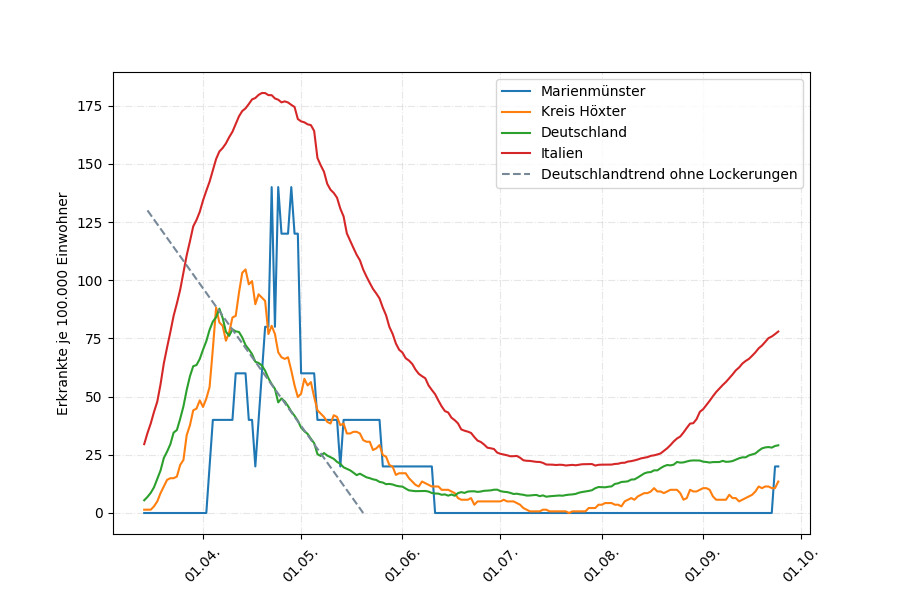 Erkrankte je 100.000 Einwohner
175
150
125
100
75
50
25
0
Marienmünster
Kreis Höxter
Deutschland
Italien
Deutschlandtrend ohne Lockerungen
01.04.
01.05.
01.06.
01.07.
01.08.
01.09.
01.10.